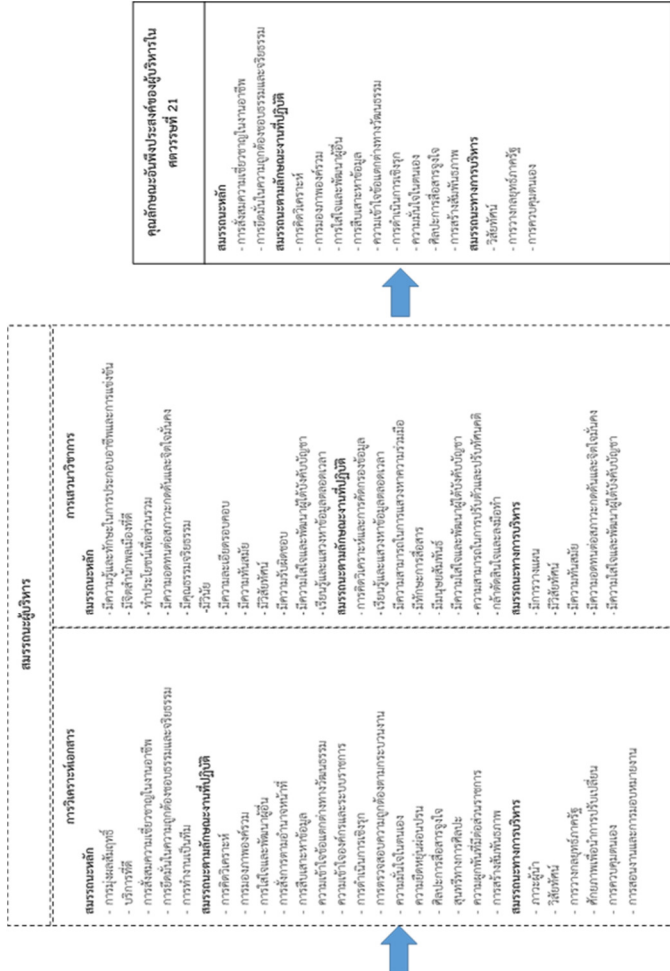 สมรรถนะผู้บริหาร
การวิเคราะห์เอกสาร
สมรรถนะหลัก
- การมุ่งผลสัมฤทธิ์
- บริการที่ดี
- การสั่งสมความเชี่ยวชาญในงานอาชีพ
- การยึดมั่นในความถูกต้องชอบธรรมและจริยธรรม
- การทำงานเป็นทีม
สมรรถนะตามลักษณะงานที่ปฏิบัติ
- การคิดวิเคราะห์
- การมองภาพองค์รวม
- การใส่ใจและพัฒนาผู้อื่น
- การสั่งการตามอำนาจหน้าที่
- การสืบเสาะหาข้อมูล
- ความเข้าใจข้อแตกต่างทางวัฒนธรรม
- ความเข้าใจองค์กรและระบบราชการ
- การดำเนินการเชิงรุก
- การตรวจสอบความถูกต้องตามกระบวนงาน
- ความมั่นใจในตนเอง
- ความยืดหยุ่นผ่อนปรน
- ศิลปะการสื่อสารจูงใจ
- สุนทรียภาพทางศิลปะ
- ความผูกพันที่มีต่อส่วนราชการ
- การสร้างสัมพันธภาพ
สมรรถนะทางการบริหาร
- ภาวะผู้นำ
- วิสัยทัศน์
- การวางกลยุทธ์ภาครัฐ
- ศักยภาพเพื่อนำการปรับเปลี่ยน
- การควบคุมตนเอง
- การสอนงานและการมอบหมายงาน
การเสวนาวิชาการ
สมรรถนะหลัก
- มีความรู้และทักษะในการประกอบอาชีพและการแข่งขัน
- มีจิตสำนึกพลเมืองที่ดี
- ทำประโยชน์เพื่อส่วนรวม
- มีความอดทนต่อสภาวะกดดันและจิตใจมั่นคง
- มีคุณธรรมจริยธรรม
-มีวินัย
- มีความละเอียดรอบคอบ
- มีความทันสมัย
- มีวิสัยทัศน์
- มีความรับผิดชอบ
- มีความใส่ใจและพัฒนาผู้ใต้บังคับบัญชา
- เรียนรู้และแสวงหาข้อมูลตลอดเวลา
สมรรถนะตามลักษณะงานที่ปฏิบัติ
- การคิดวิเคราะห์และการคัดกรองข้อมูล
- เรียนรู้และแสวงหาข้อมูลตลอดเวลา
- มีความสามารถในการแสวงหาความร่วมมือ
- มีทักษะการสื่อสาร
- มีมนุษยสัมพันธ์
- มีความใส่ใจและพัฒนาผู้ใต้บังคับบัญชา
- ความสามารถในการปรับตัวและปรับทัศนคติ
- กล้าตัดสินใจและลงมือทำ
สมรรถนะทางการบริหาร
- มีการวางแผน
- มีวิสัยทัศน์
- มีความทันสมัย
- มีความอดทนต่อสภาวะกดดันและจิตใจมั่นคง
- มีความใส่ใจและพัฒนาผู้ใต้บังคับบัญชา
คุณลักษณะอันพึงประสงค์ของผู้บริหารใน
ศตวรรษที่ 21
สมรรถนะหลัก
- การสั่งสมความเชี่ยวชาญในงานอาชีพ
- การยึดมั่นในความถูกต้องชอบธรรมและจริยธรรม
สมรรถนะตามลักษณะงานที่ปฏิบัติ
- การคิดวิเคราะห์
- การมองภาพองค์รวม
- การใส่ใจและพัฒนาผู้อื่น
- การสืบเสาะหาข้อมูล
- ความเข้าใจข้อแตกต่างทางวัฒนธรรม
- การดำเนินการเชิงรุก
- ความมั่นใจในตนเอง
- ศิลปะการสื่อสารจูงใจ
- การสร้างสัมพันธภาพ
สมรรถนะทางการบริหาร
- วิสัยทัศน์
- การวางกลยุทธ์ภาครัฐ
- การควบคุมตนเอง